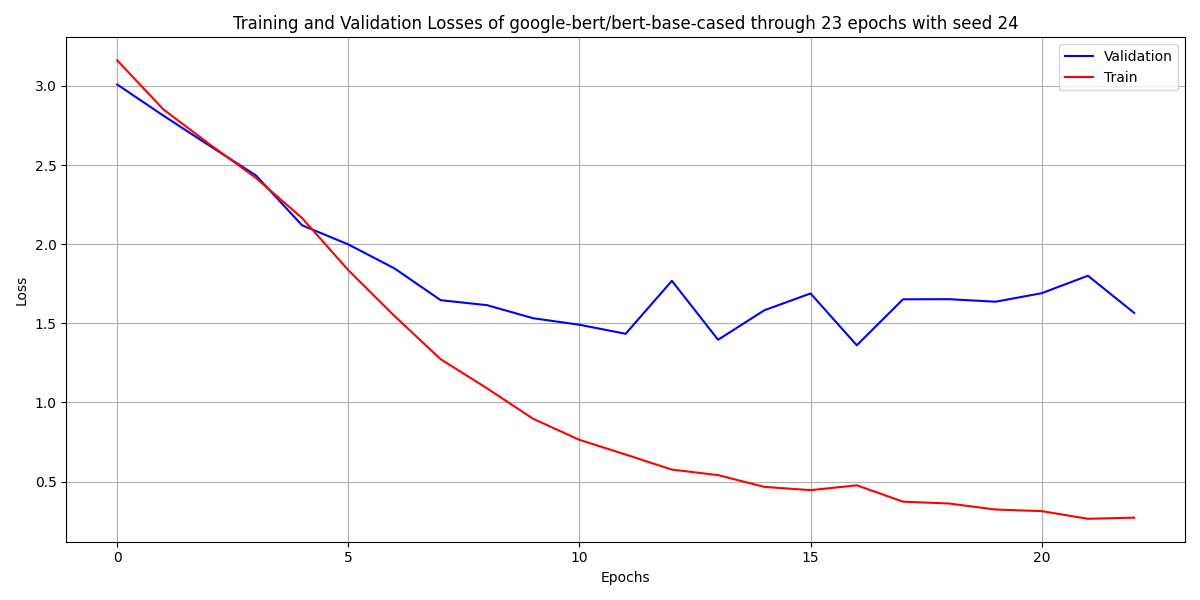 Training and Validation Losses of google-bert/bert-base-cased through 23 epochs with seed 24
Validation
Train
3.0
2.5
2.0
1.5
1.0
0.5
Loss
0 5 10 15 20
Epochs